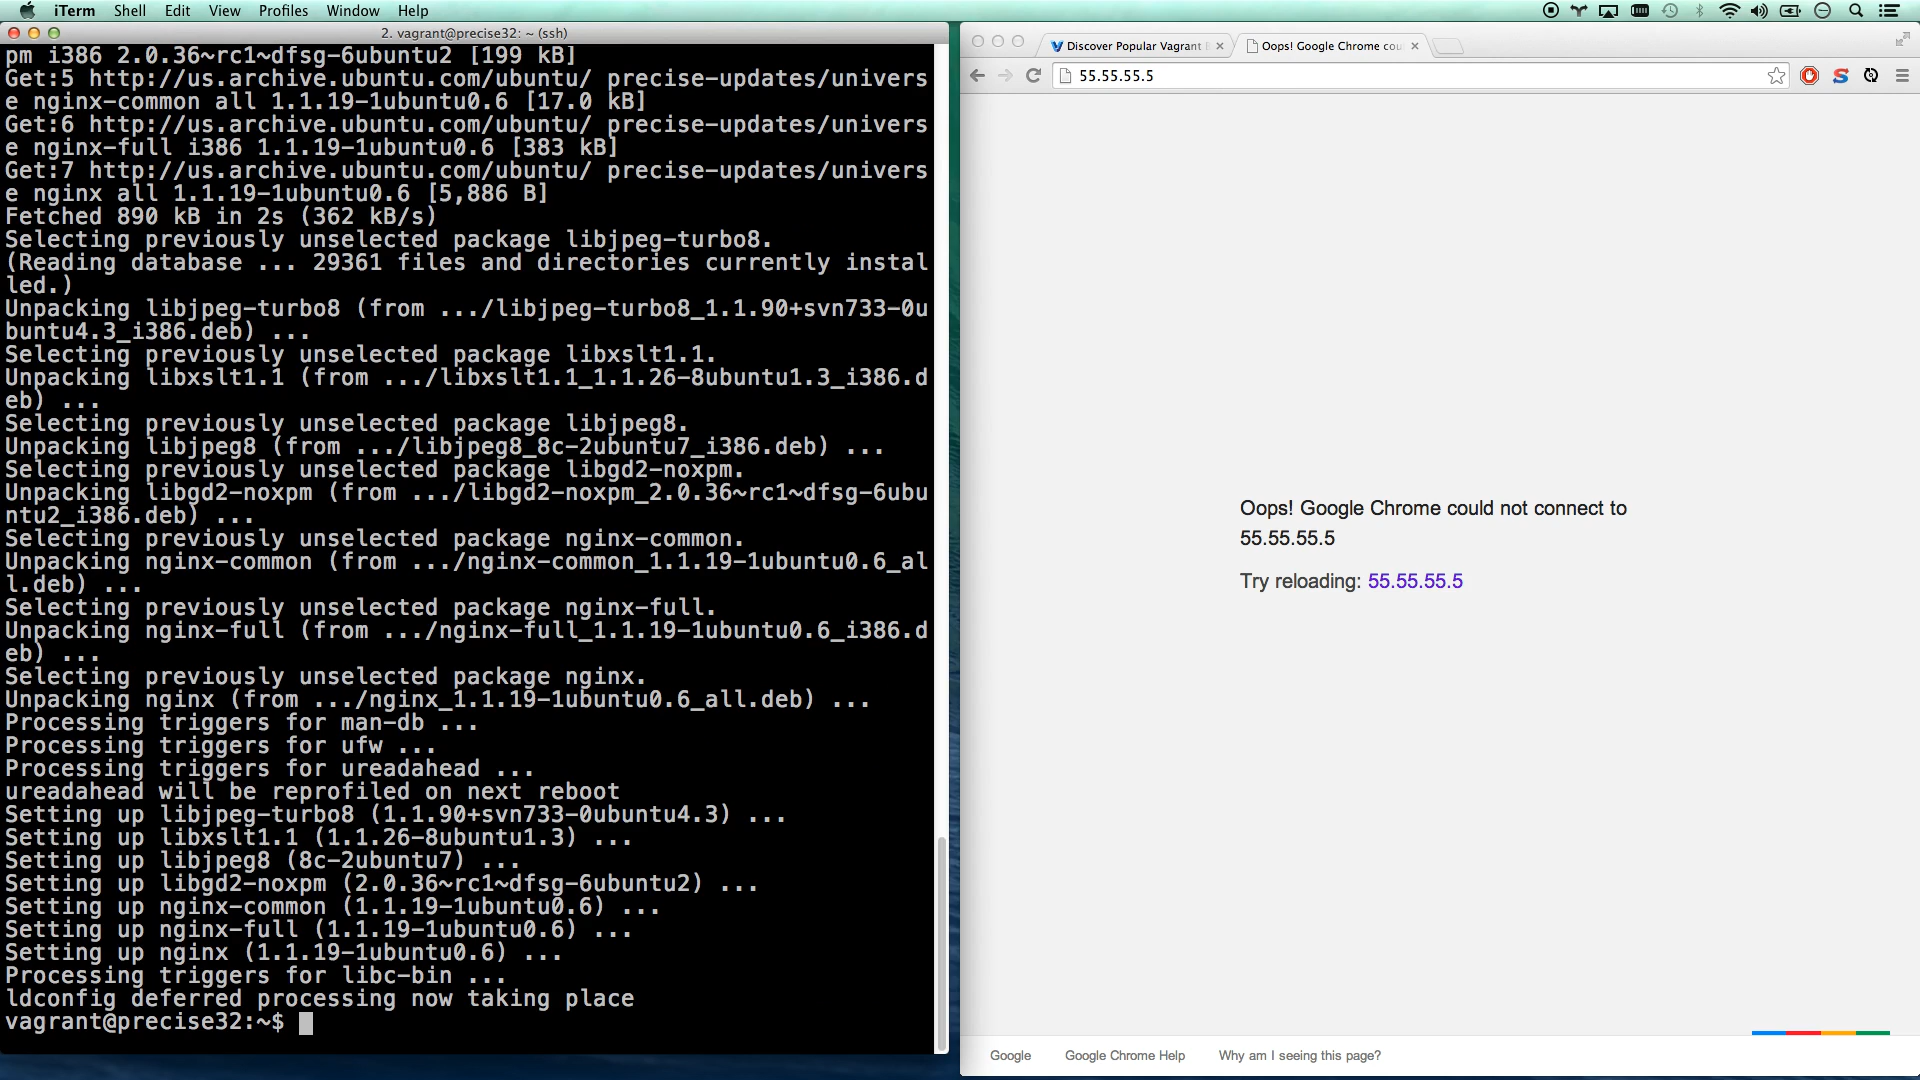 iTerm Shell Edit View Profiles Window Help
2. vagrant@precise32: ~ (ssh)
pm i386 2.0.36~rc1~dfsg-6ubuntu2 [199 kB]
Get:5 http://us.archive.ubuntu.com/ubuntu/ precise-updates/univers
e nginx-common all 1.1.19-1ubuntu0.6 [17.0 kB]
Get:6 http://us.archive.ubuntu.com/ubuntu/ precise-updates/univers
e nginx-full i386 1.1.19-1ubuntu0.6 [383 kB]
Get:7 http://us.archive.ubuntu.com/ubuntu/ precise-updates/univers
e nginx all 1.1.19-1ubuntu0.6 [5,886 B]
Fetched 890 kB in 2s (362 kB/s)
Selecting previously unselected package libjpeg-turbo8.
(Reading database ... 29361 files and directories currently instal
led.)
Unpacking libjpeg-turbo8 (from .../libjpeg-turbo8_1.1.90+svn733-0u
buntu4.3_i386.deb) ...
Selecting previously unselected package libxslt1.1.
Unpacking libxslt1.1 (from .../libxslt1.1_1.1.26-8ubuntu1.3_i386.d
eb) ...
Selecting previously unselected package libjpeg8.
Unpacking libjpeg8 (from .../libjpeg8_8c-2ubuntu7_i386.deb) ...
Selecting previously unselected package libgd2-noxpm.
Unpacking libgd2-noxpm (from .../libgd2-noxpm_2.0.36~rc1~dfsg-6ubu
ntu2_i386.deb) ...
Selecting previously unselected package nginx-common.
Unpacking nginx-common (from .../nginx-common_1.1.19-1ubuntu0.6_al
l.deb) ...
Selecting previously unselected package nginx-full.
Unpacking nginx-full (from .../nginx-full_1.1.19-1ubuntu0.6_i386.d
eb) ...
Selecting previously unselected package nginx.
Unpacking nginx (from .../nginx_1.1.19-1ubuntu0.6_all.deb) ...
Processing triggers for man-db ...
Processing triggers for ufw ...
Processing triggers for ureadahead ...
ureadahead will be reprofiled on next reboot
Setting up libjpeg-turbo8 (1.1.90+svn733-0ubuntu4.3) ...
Setting up libxslt1.1 (1.1.26-8ubuntu1.3) ...
Setting up libjpeg8 (8c-2ubuntu7) ...
Setting up libgd2-noxpm (2.0.36~rc1~dfsg-6ubuntu2) ...
Setting up nginx-common (1.1.19-1ubuntu0.6) ...
Setting up nginx-full (1.1.19-1ubuntu0.6) ...
Setting up nginx (1.1.19-1ubuntu0.6) ...
Processing triggers for libc-bin ...
ldconfig deferred processing now taking place
vagrant@precise32:~$
Discover Popular Vagrant
Oops! Google Chrome cou
55.55.55.5
Oops! Google Chrome could not connect to
55.55.55.5
Try reloading: 55.55.55.5
Google Google Chrome Help Why am I seeing this page?